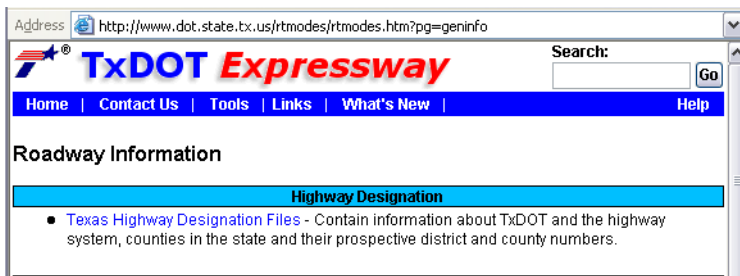 Address http://www.dot.state.tx.us/rtmodes/rtmodes.htm?pg=geninfo
® TxDOT Expressway Search:
Go
Home | Contact Us | Tools | Links | What's New | Help
Roadway Information
Highway Designation
• Texas Highway Designation Files - Contain information about TxDOT and the highway
system, counties in the state and their prospective district and county numbers.